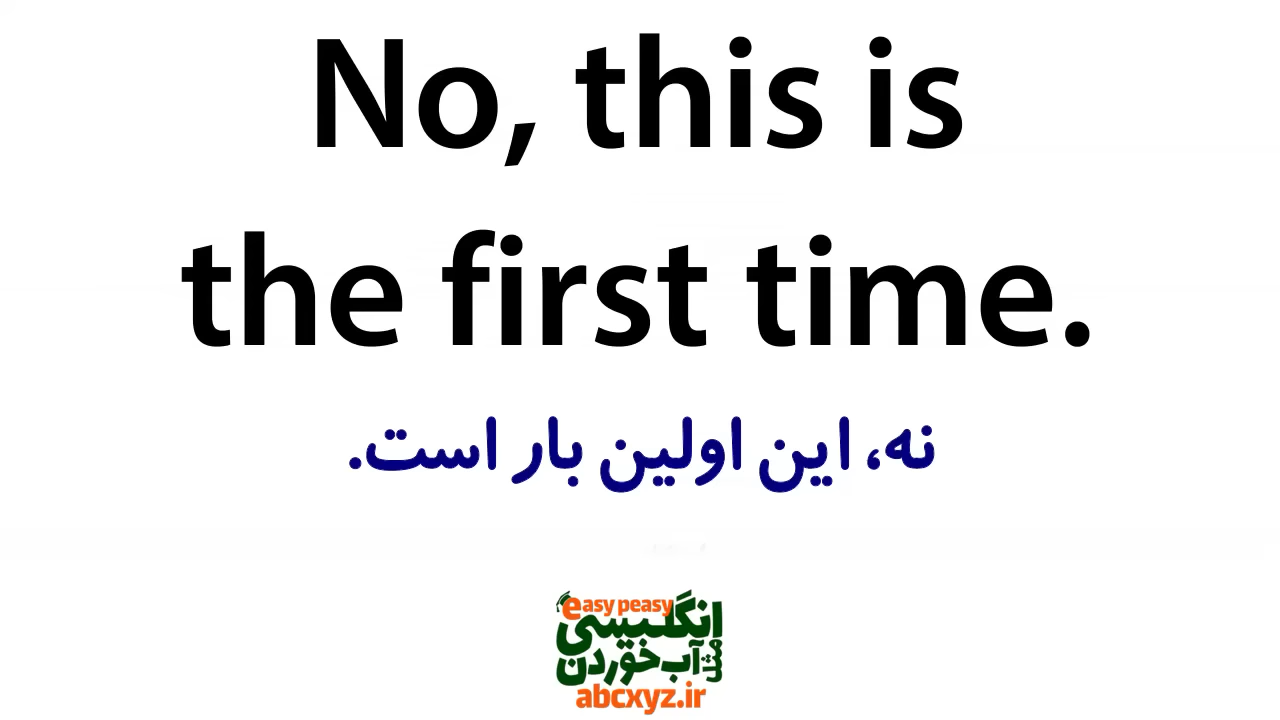 No, this is
the first time.
نه، این اولین بار است.
easy peasy
انگلیسی
مثل آب خوردن
abcxyz.ir